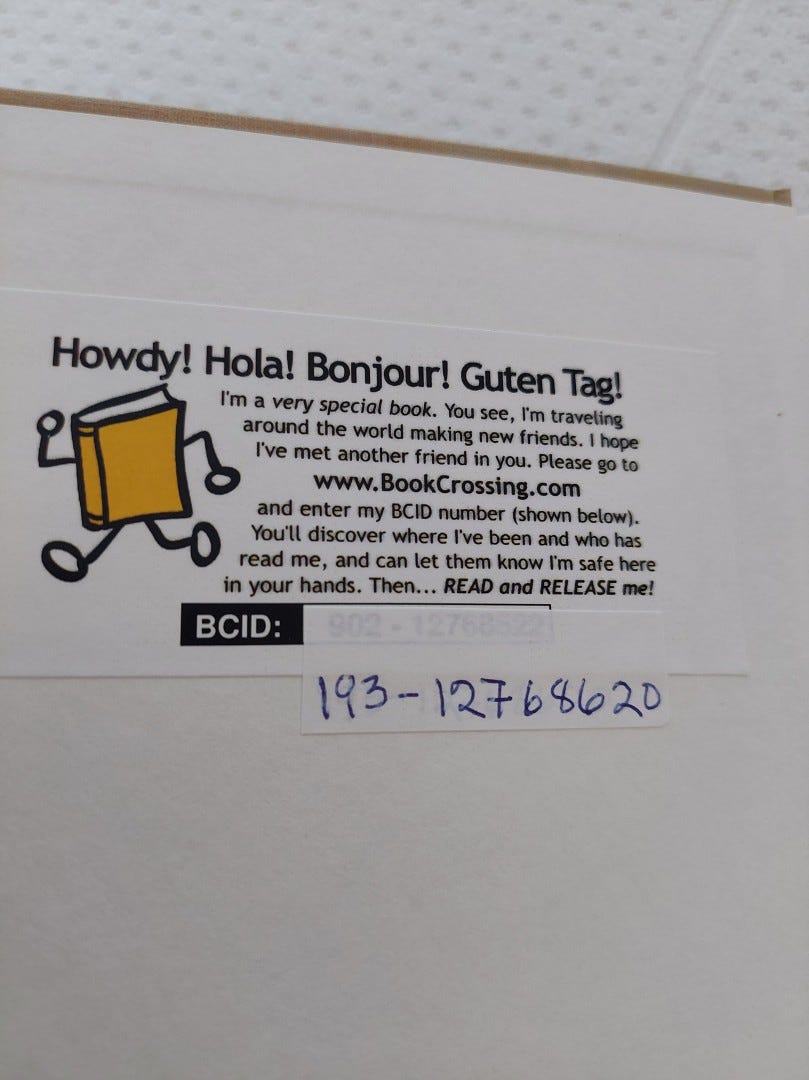 Howdy! Hola! Bonjour! Guten Tag!
I'm a very special book. You see, I'm traveling
around the world making new friends. I hope
I've met another friend in you. Please go to
www.BookCrossing.com
and enter my BCID number (shown below).
You'll discover where I've been and who has
read me, and can let them know I'm safe here
in your hands. Then... READ and RELEASE me!
BCID:
193-12768620